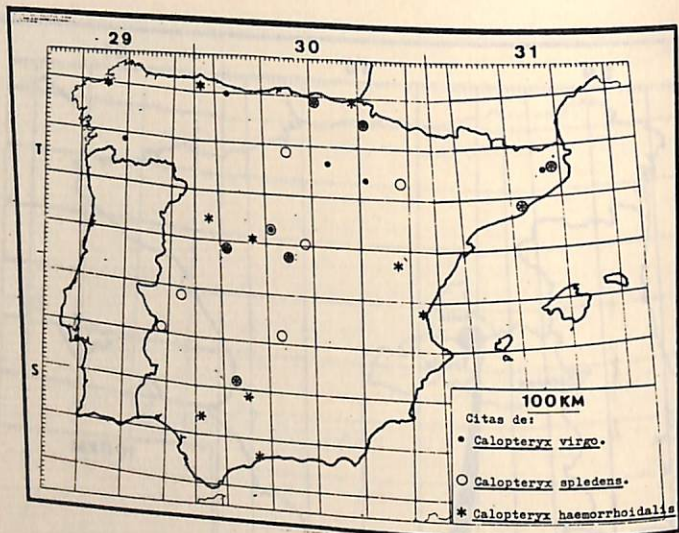 29 30 31
T
S
100KM
Citas de:
• Calopteryx virgo.
○ Calopteryx spledens.
* Calopteryx haemorrhoidalis